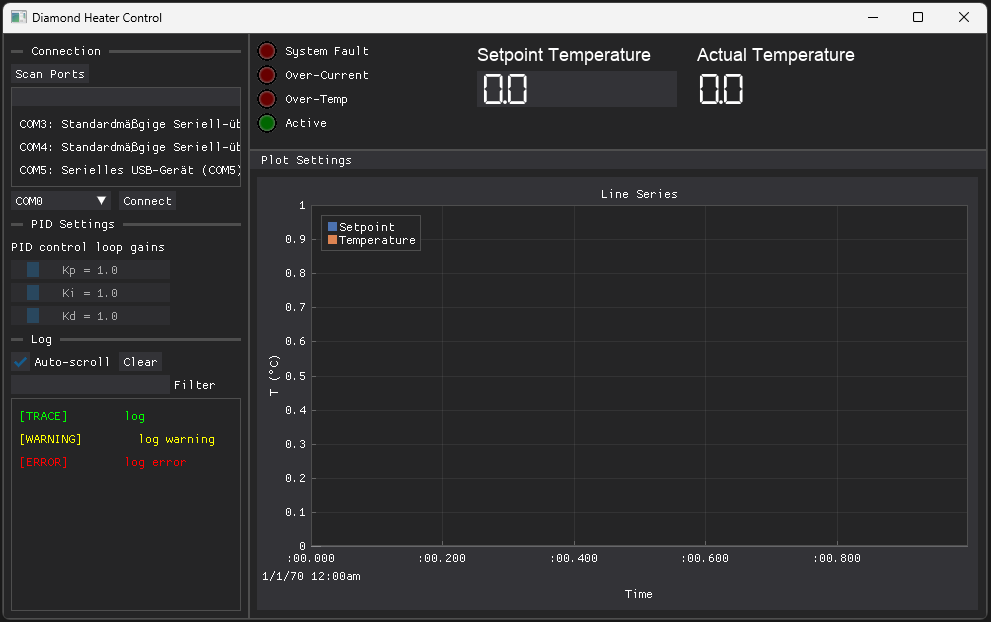 Diamond Heater Control
Connection
Scan Ports
COM3: Standardmäßgige Seriell-üb
COM4: Standardmäßgige Seriell-üb
COM5: Serielles USB-Gerät (COM5)
COM0
Connect
PID Settings
PID control loop gains
Kp = 1.0
Ki = 1.0
Kd = 1.0
Log
Auto-scroll
Clear
Filter
[TRACE] log
[WARNING] log warning
[ERROR] log error
System Fault
Over-Current
Over-Temp
Active
Setpoint Temperature
0.0
Actual Temperature
0.0
Plot Settings
Line Series
Setpoint
Temperature
1
0.9
0.8
0.7
0.6
0.5
0.4
0.3
0.2
0.1
0
T (°C)
:00.000 :00.200 :00.400 :00.600 :00.800
1/1/70 12:00am
Time